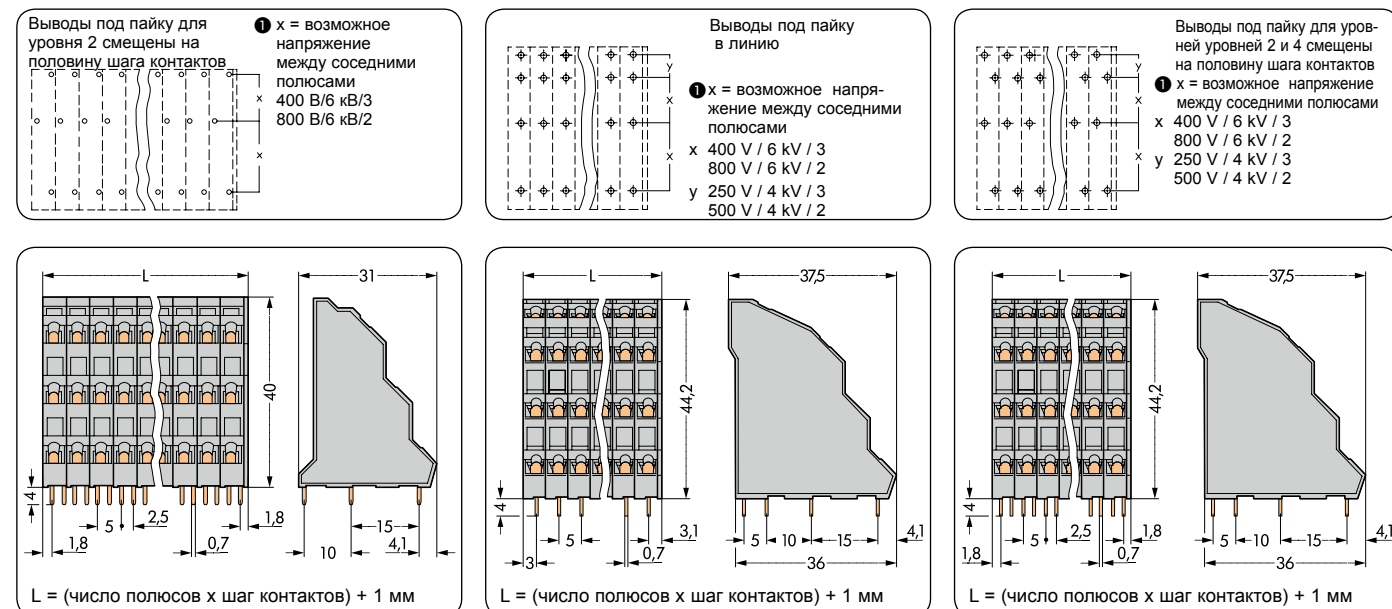 Выводы под пайку для
уровня 2 смещены на
половину шага контактов
❶ x = возможное
напряжение
между соседними
полюсами
400 В/6 кВ/3
800 В/6 кВ/2
x
x
Выводы под пайку
в линию
❶ x = возможное напря-
жение между соседними
полюсами
x 400 V / 6 kV / 3
800 V / 6 kV / 2
y 250 V / 4 kV / 3
500 V / 4 kV / 2
y
x
x
Выводы под пайку для уров-
ней уровней 2 и 4 смещены
на половину шага контактов
❶ x = возможное напряжение
между соседними полюсами
x 400 V / 6 kV / 3
800 V / 6 kV / 2
y 250 V / 4 kV / 3
500 V / 4 kV / 2
y
x
x
L
31
40
4
5
2,5
1,8
1,8
0,7
10
15
4,1
L = (число полюсов x шаг контактов) + 1 мм
L
37,5
44,2
4
5
3,1
3
0,7
5
10
15
4,1
36
L = (число полюсов x шаг контактов) + 1 мм
L
37,5
44,2
4
5
2,5
1,8
1,8
0,7
5
10
15
4,1
36
L = (число полюсов x шаг контактов) + 1 мм